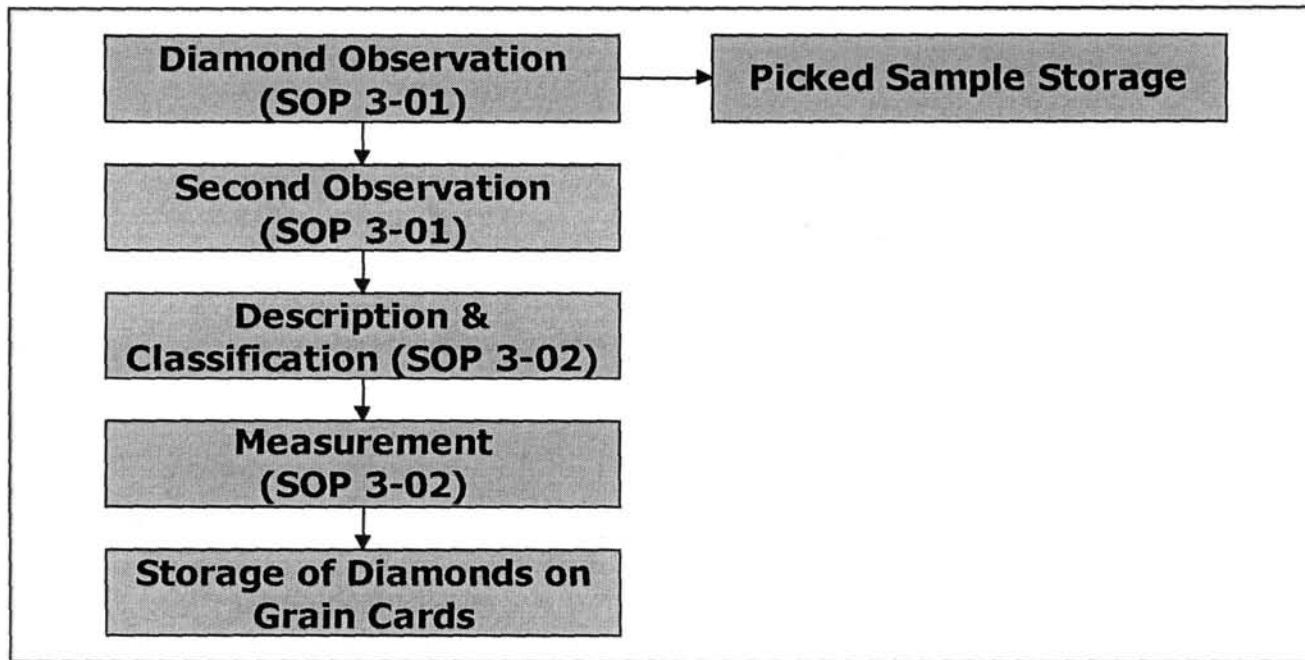 Diamond Observation
(SOP 3-01)
Picked Sample Storage
Second Observation
(SOP 3-01)
Description &
Classification (SOP 3-02)
Measurement
(SOP 3-02)
Storage of Diamonds on
Grain Cards